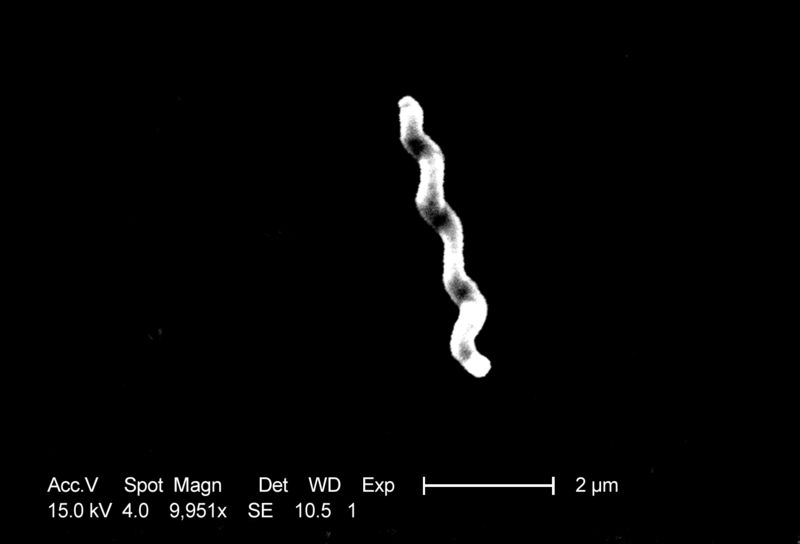 Acc.V Spot Magn Det WD Exp 2 µm
15.0 kV 4.0 9,951x SE 10.5 1